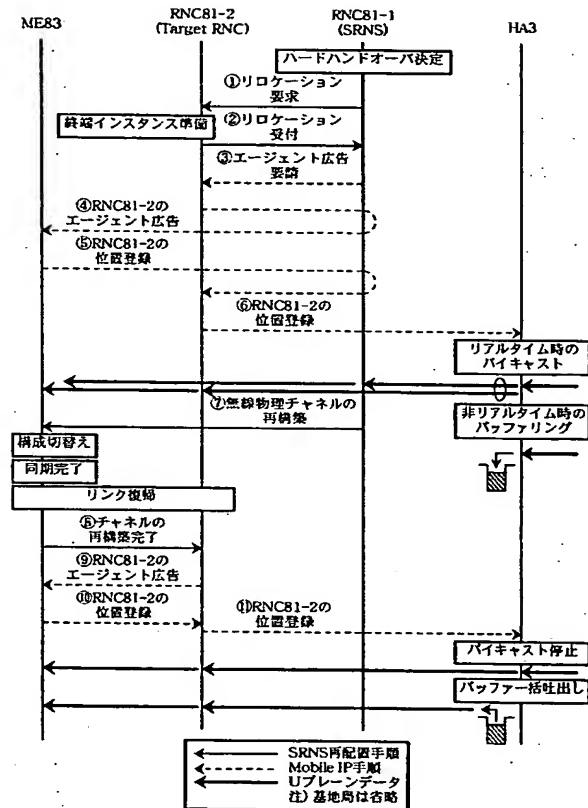 ME83
RNC81-2
(Target RNC)
RNC81-1
(SRNS)
HA3
ハードハンドオーバ決定
①リロケーション
要求
終端インスタンス準備
②リロケーション
受付
③エージェント広告
要請
④RNC81-2の
エージェント広告
⑤RNC81-2の
位置登録
⑥RNC81-2の
位置登録
リアルタイム時の
バイキャスト
⑦無線物理チャネルの
再構築
非リアルタイム時の
バッファリング
構成切替え
同期完了
リンク復帰
⑧チャネルの
再構築完了
⑨RNC81-2の
エージェント広告
⑩RNC81-2の
位置登録
⑪RNC81-2の
位置登録
バイキャスト停止
バッファ一括吐出し
SRNS再配置手順
Mobile IP手順
Uプレーンデータ
注) 基地局は省略